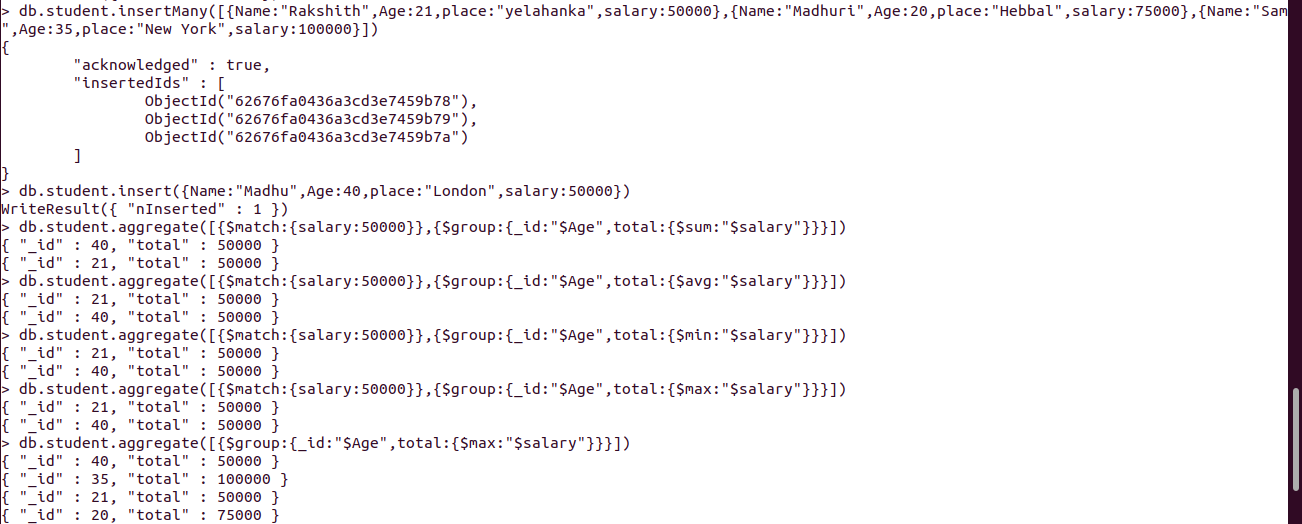 > db.student.insertMany([{Name:"Rakshith",Age:21,place:"yelahanka",salary:50000},{Name:"Madhuri",Age:20,place:"Hebbal",salary:75000},{Name:"Sam
",Age:35,place:"New York",salary:100000}])
{
        "acknowledged" : true,
        "insertedIds" : [
                ObjectId("62676fa0436a3cd3e7459b78"),
                ObjectId("62676fa0436a3cd3e7459b79"),
                ObjectId("62676fa0436a3cd3e7459b7a")
        ]
}
> db.student.insert({Name:"Madhu",Age:40,place:"London",salary:50000})
WriteResult({ "nInserted" : 1 })
> db.student.aggregate([{$match:{salary:50000}},{$group:{_id:"$Age",total:{$sum:"$salary"}}}])
{ "_id" : 40, "total" : 50000 }
{ "_id" : 21, "total" : 50000 }
> db.student.aggregate([{$match:{salary:50000}},{$group:{_id:"$Age",total:{$avg:"$salary"}}}])
{ "_id" : 21, "total" : 50000 }
{ "_id" : 40, "total" : 50000 }
> db.student.aggregate([{$match:{salary:50000}},{$group:{_id:"$Age",total:{$min:"$salary"}}}])
{ "_id" : 21, "total" : 50000 }
{ "_id" : 40, "total" : 50000 }
> db.student.aggregate([{$match:{salary:50000}},{$group:{_id:"$Age",total:{$max:"$salary"}}}])
{ "_id" : 21, "total" : 50000 }
{ "_id" : 40, "total" : 50000 }
> db.student.aggregate([{$group:{_id:"$Age",total:{$max:"$salary"}}}])
{ "_id" : 40, "total" : 50000 }
{ "_id" : 35, "total" : 100000 }
{ "_id" : 21, "total" : 50000 }
{ "_id" : 20, "total" : 75000 }